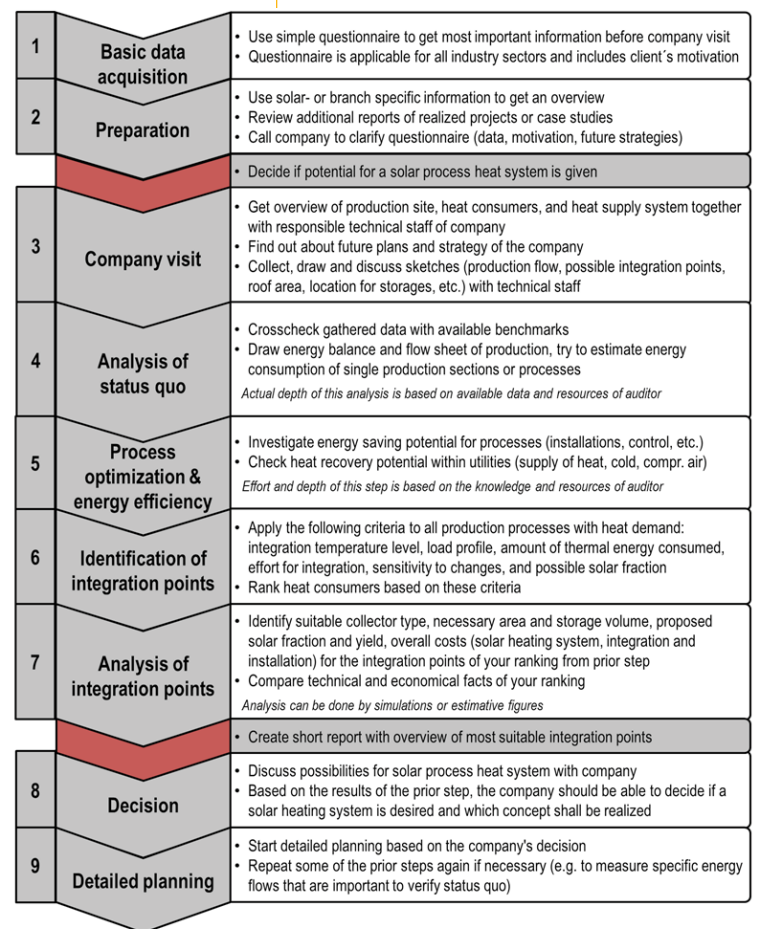 1
Basic data
acquisition
• Use simple questionnaire to get most important information before company visit
• Questionnaire is applicable for all industry sectors and includes client´s motivation
2
Preparation
• Use solar- or branch specific information to get an overview
• Review additional reports of realized projects or case studies
• Call company to clarify questionnaire (data, motivation, future strategies)
• Decide if potential for a solar process heat system is given
3
Company visit
• Get overview of production site, heat consumers, and heat supply system together
with responsible technical staff of company
• Find out about future plans and strategy of the company
• Collect, draw and discuss sketches (production flow, possible integration points,
roof area, location for storages, etc.) with technical staff
4
Analysis of
status quo
• Crosscheck gathered data with available benchmarks
• Draw energy balance and flow sheet of production, try to estimate energy
consumption of single production sections or processes
Actual depth of this analysis is based on available data and resources of auditor
5
Process
optimization &
energy efficiency
• Investigate energy saving potential for processes (installations, control, etc.)
• Check heat recovery potential within utilities (supply of heat, cold, compr. air)
Effort and depth of this step is based on the knowledge and resources of auditor
6
Identification of
integration points
• Apply the following criteria to all production processes with heat demand:
integration temperature level, load profile, amount of thermal energy consumed,
effort for integration, sensitivity to changes, and possible solar fraction
• Rank heat consumers based on these criteria
7
Analysis of
integration points
• Identify suitable collector type, necessary area and storage volume, proposed
solar fraction and yield, overall costs (solar heating system, integration and
installation) for the integration points of your ranking from prior step
• Compare technical and economical facts of your ranking
Analysis can be done by simulations or estimative figures
• Create short report with overview of most suitable integration points
8
Decision
• Discuss possibilities for solar process heat system with company
• Based on the results of the prior step, the company should be able to decide if a
solar heating system is desired and which concept shall be realized
9
Detailed planning
• Start detailed planning based on the company's decision
• Repeat some of the prior steps again if necessary (e.g. to measure specific energy
flows that are important to verify status quo)